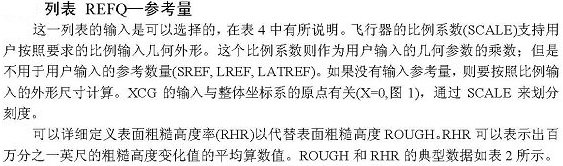 列表 REFQ—参考量
这一列表的输入是可以选择的，在表 4 中有所说明。飞行器的比例系数(SCALE)支持用
户按照要求的比例输入几何外形。这个比例系数则作为用户输入的几何参数的乘数；但是
不用于用户输入的参考数量(SREF, LREF, LATREF)。如果没有输入参考量，则要按照比例输
入的外形尺寸计算。XCG 的输入与整体坐标系的原点有关(X=0,图 1)，通过 SCALE 来划分
刻度。
可以详细定义表面粗糙高度率(RHR)以代替表面粗糙高度 ROUGH。RHR 可以表示出百
万分之一英尺的粗糙高度变化值的平均算数值。ROUGH 和 RHR 的典型数据如表 2 所示。